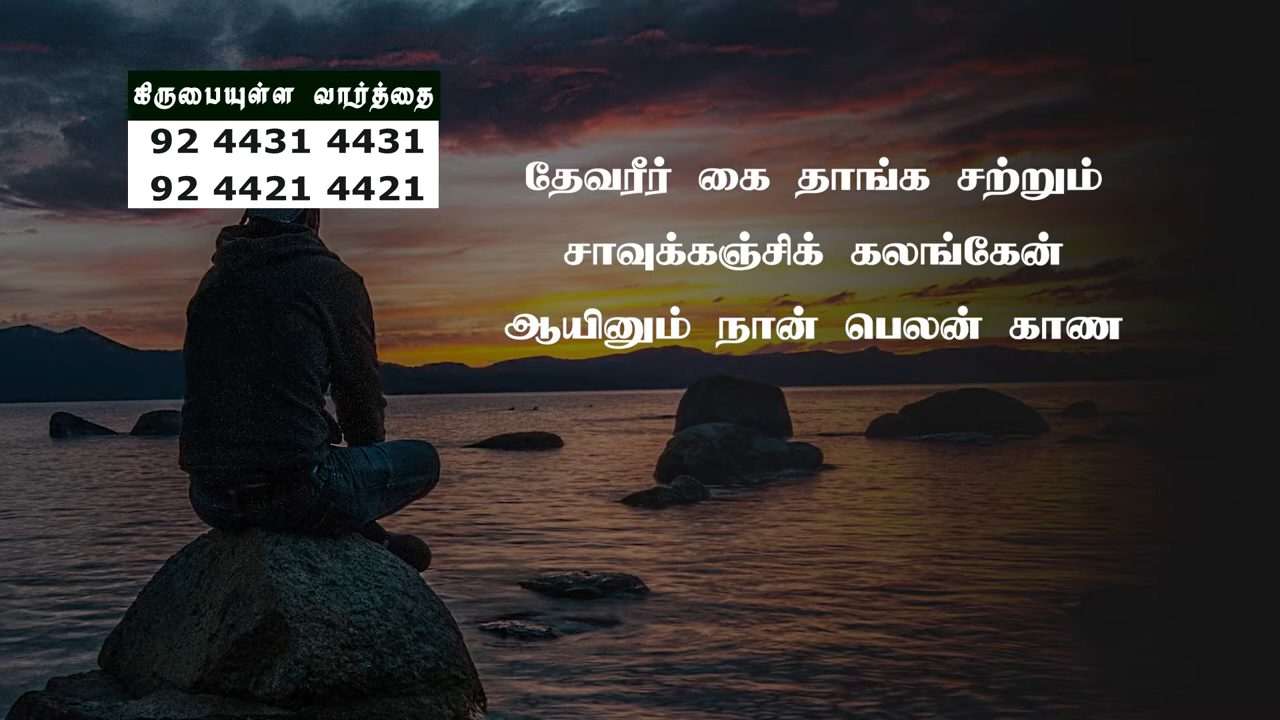 கிருபையுள்ள வார்த்தை
92 4431 4431
92 4421 4421
தேவரீர் கை தாங்க சற்றும்
சாவுக்கஞ்சிக் கலங்கேன்
ஆயினும் நான் பெலன் காண